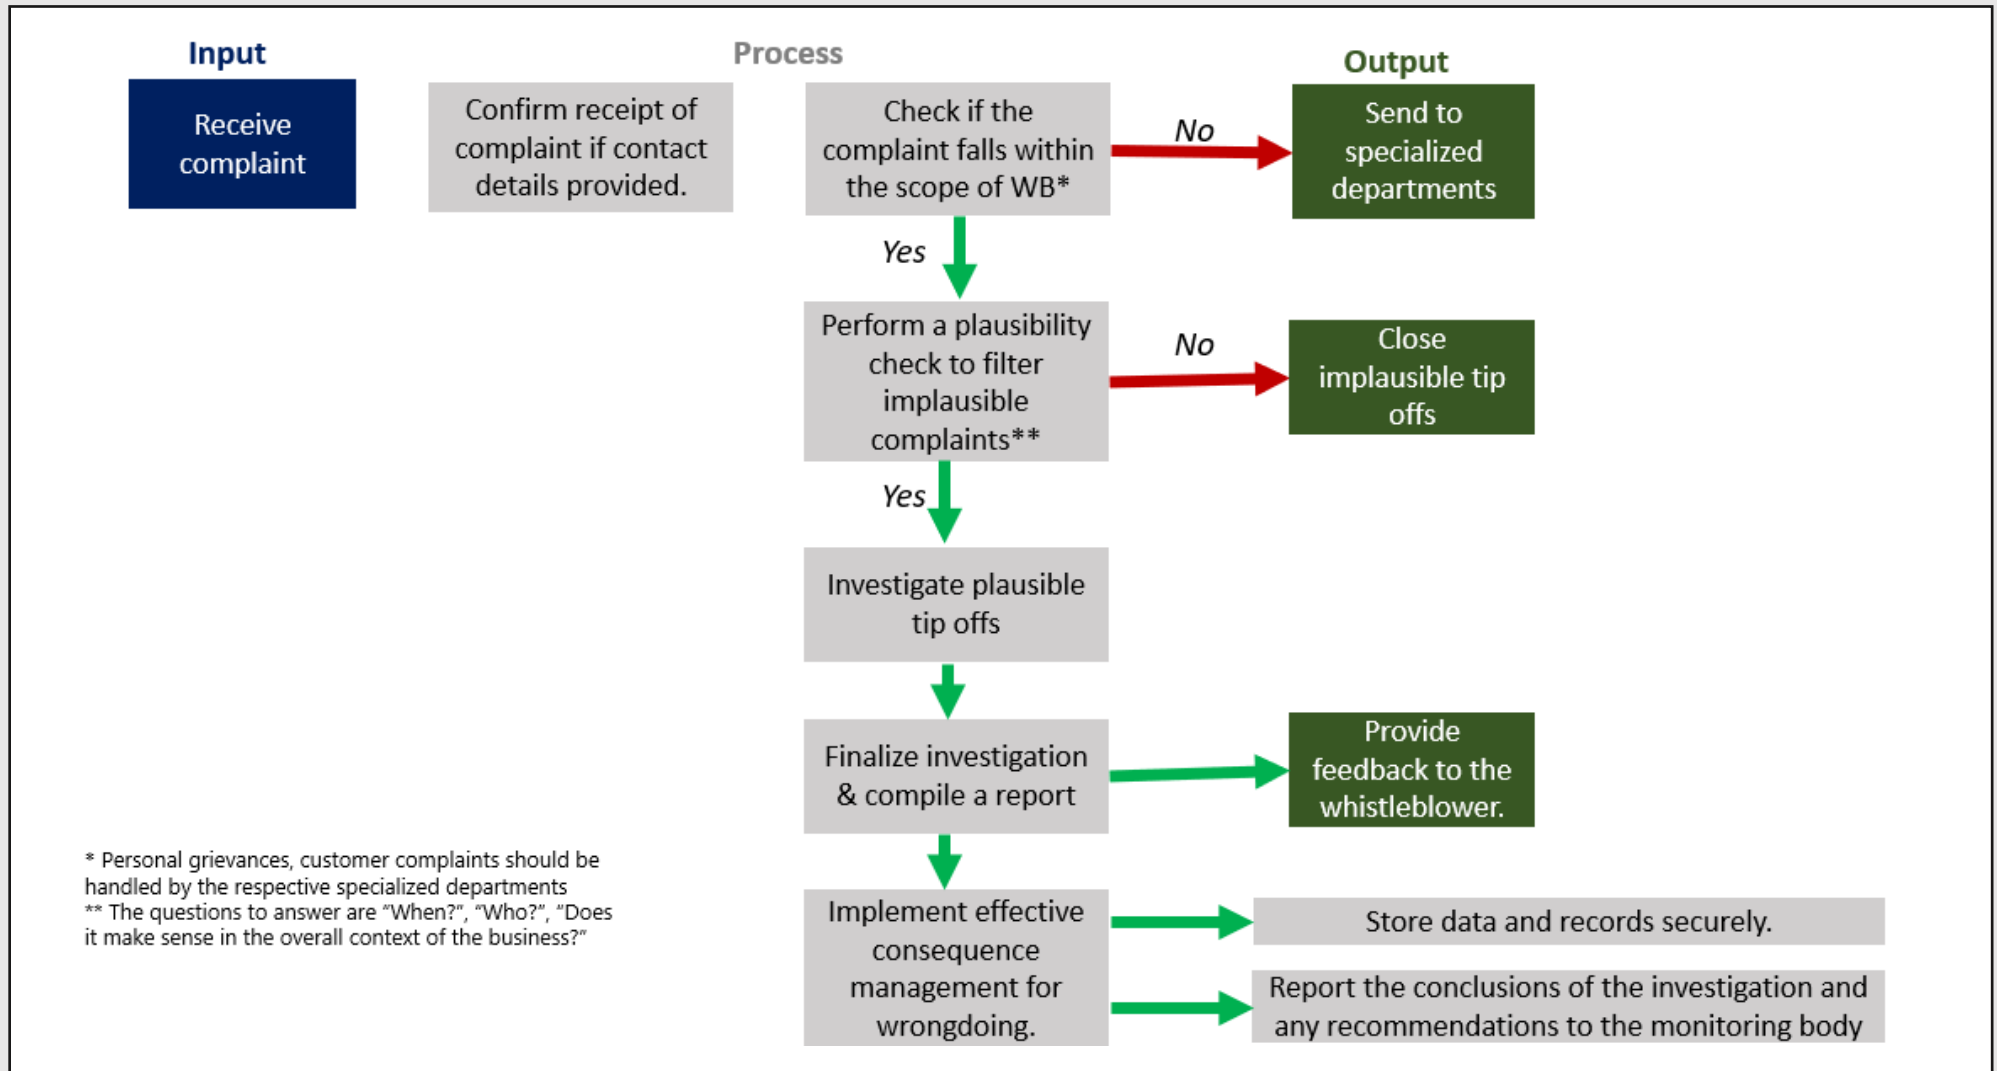 Input
Process
Output
Receive
complaint
Confirm receipt of
complaint if contact
details provided.
Check if the
complaint falls within
the scope of WB*
No
Send to
specialized
departments
Yes
Perform a plausibility
check to filter
implausible
complaints**
No
Close
implausible tip
offs
Yes
Investigate plausible
tip offs
Finalize investigation
& compile a report
Provide
feedback to the
whistleblower.
Implement effective
consequence
management for
wrongdoing.
Store data and records securely.
Report the conclusions of the investigation and
any recommendations to the monitoring body
* Personal grievances, customer complaints should be
handled by the respective specialized departments
** The questions to answer are “When?”, “Who?”, “Does
it make sense in the overall context of the business?”